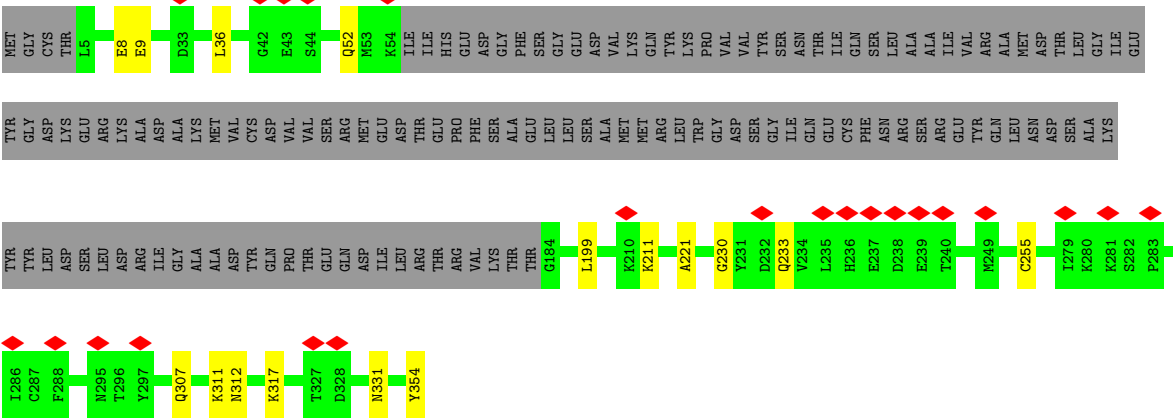 MET GLY CYS THR L5 E8 E9 D33 L36 G42 E43 S44 Q52 M53 K54 ILE ILE HIS GLU ASP GLY PHE SER GLY GLU ASP VAL LYS GLN TYR LYS PRO VAL VAL TYR SER ASN THR ILE GLN SER LEU ALA ALA ILE VAL ARG ALA MET ASP THR LEU GLY ILE GLU
TYR GLY ASP LYS GLU ARG LYS ALA ASP ALA LYS MET VAL CYS ASP VAL VAL SER ARG MET GLU ASP THR GLU PRO PHE SER ALA GLU LEU LEU SER ALA MET MET ARG LEU TRP GLY ASP SER GLY ILE GLN GLU CYS PHE ASN ARG SER ARG GLU TYR GLN LEU ASN ASP SER ALA LYS
TYR TYR LEU ASP SER LEU ASP ARG ILE GLY ALA ALA ASP TYR GLN PRO THR GLU GLN ASP ILE LEU ARG THR ARG VAL LYS THR THR G184 L199 K210 K211 A221 G230 Y231 D232 Q233 V234 L235 H236 E237 D238 E239 T240 M249 C255 I279 K280 K281 S282 P283
I286 C287 F288 N295 T296 Y297 Q307 K311 N312 K317 T327 D328 N331 Y354